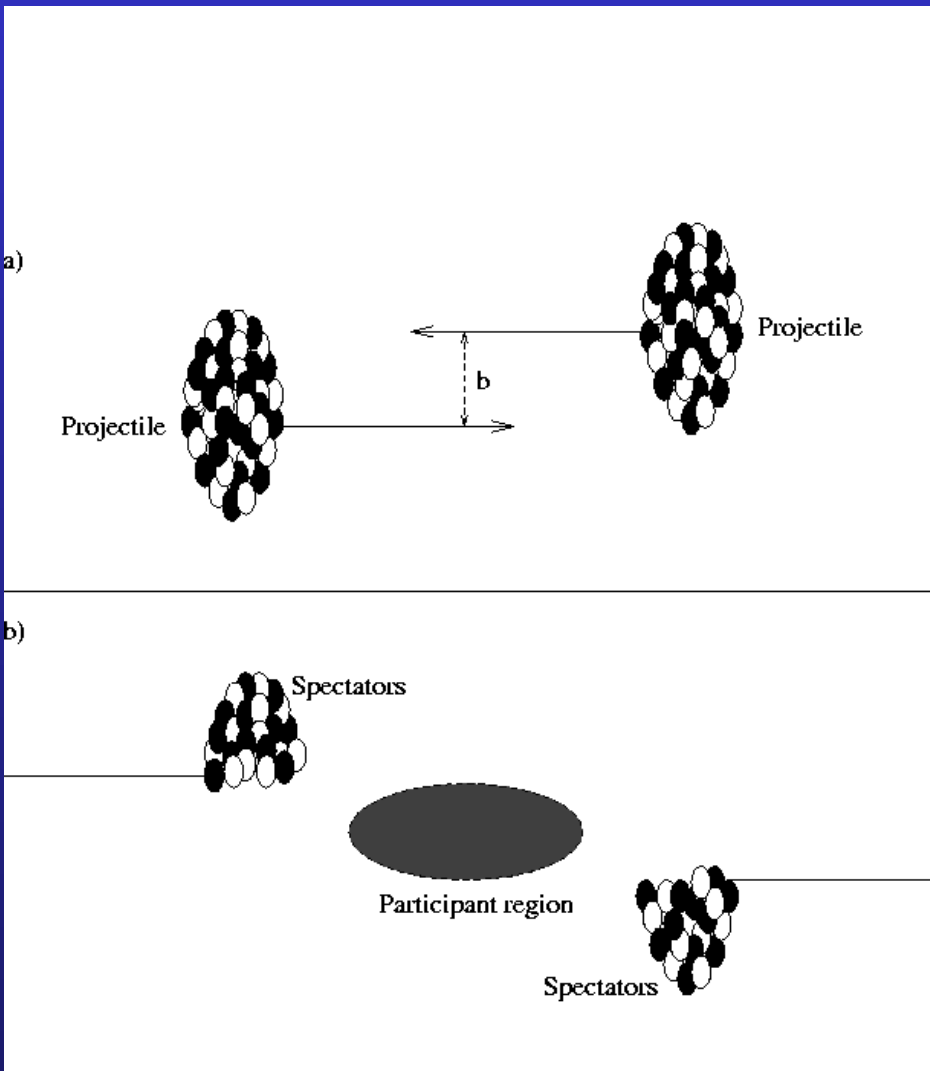 a)
Projectile
b
Projectile
b)
Spectators
Participant region
Spectators